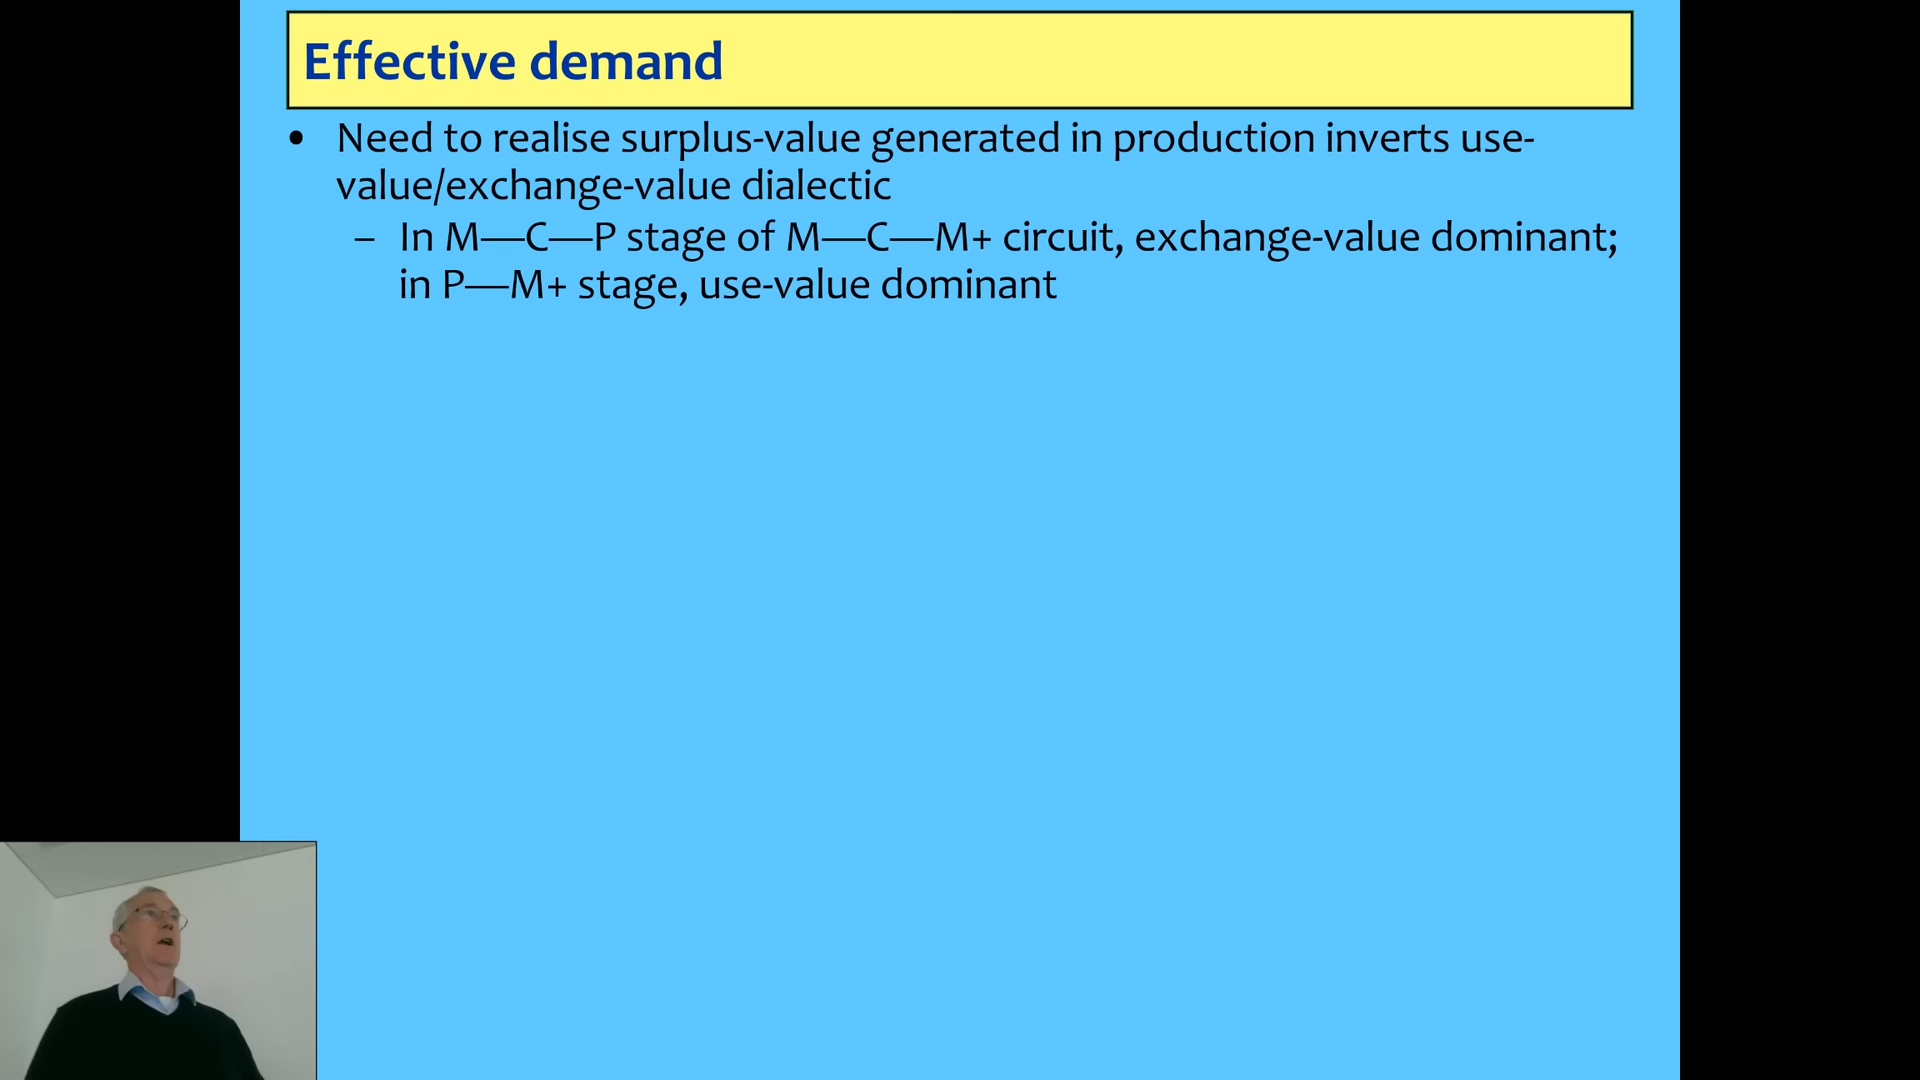 Effective demand
• Need to realise surplus-value generated in production inverts use-
value/exchange-value dialectic
– In M—C—P stage of M—C—M+ circuit, exchange-value dominant;
in P—M+ stage, use-value dominant